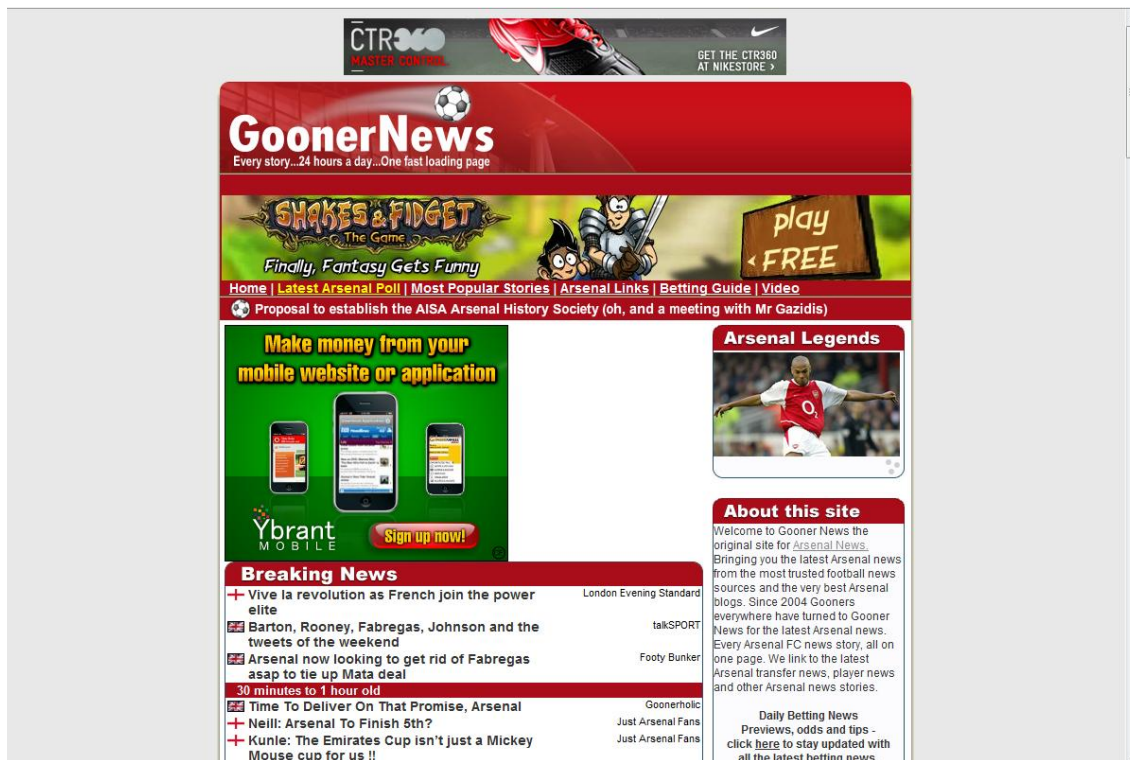 CTR360
MASTER CONTROL.
GET THE CTR360
AT NIKESTORE >
GoonerNews
Every story...24 hours a day...One fast loading page
SHAKES & FIDGET
The Game
Finally, Fantasy Gets Funny
play
FREE
Home | Latest Arsenal Poll | Most Popular Stories | Arsenal Links | Betting Guide | Video
Proposal to establish the AISA Arsenal History Society (oh, and a meeting with Mr Gazidis)
Make money from your
mobile website or application
Ybrant
MOBILE
Sign up now!
Arsenal Legends
O2
About this site
Welcome to Gooner News the
original site for Arsenal News.
Bringing you the latest Arsenal news
from the most trusted football news
sources and the very best Arsenal
blogs. Since 2004 Gooners
everywhere have turned to Gooner
News for the latest Arsenal news.
Every Arsenal FC news story, all on
one page. We link to the latest
Arsenal transfer news, player news
and other Arsenal news stories.
Daily Betting News
Previews, odds and tips -
click here to stay updated with
all the latest betting news
Breaking News
Vive la revolution as French join the power
elite
London Evening Standard
Barton, Rooney, Fabregas, Johnson and the
tweets of the weekend
talkSPORT
Arsenal now looking to get rid of Fabregas
asap to tie up Mata deal
Footy Bunker
30 minutes to 1 hour old
Time To Deliver On That Promise, Arsenal
Goonerholic
Neill: Arsenal To Finish 5th?
Just Arsenal Fans
Kunle: The Emirates Cup isn't just a Mickey
Mouse cup for us !!
Just Arsenal Fans